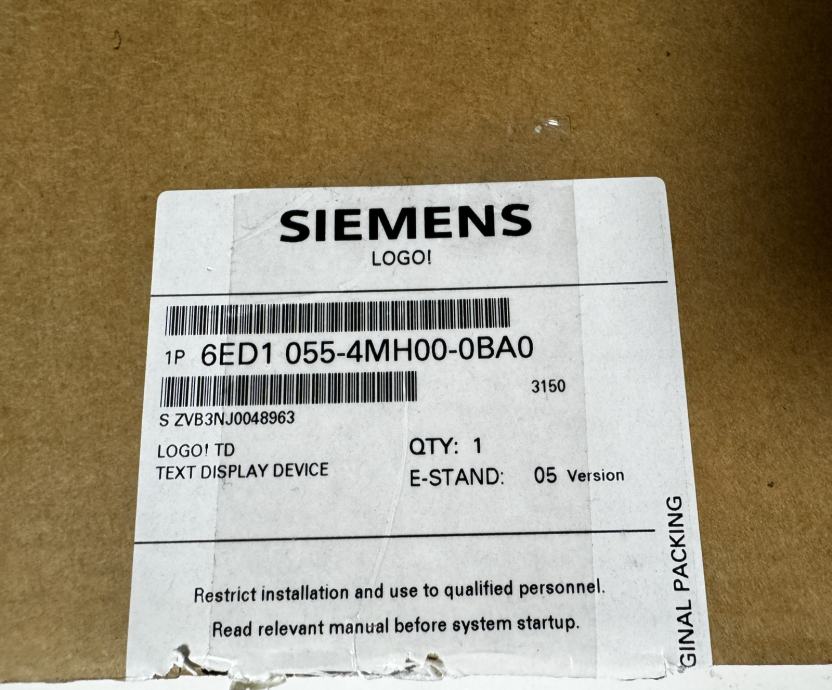 SIEMENS
LOGO!
1P 6ED1 055-4MH00-0BA0
3150
S ZVB3NJ0048963
LOGO! TD
TEXT DISPLAY DEVICE
QTY: 1
E-STAND: 05 Version
GINAL PACKING
Restrict installation and use to qualified personnel.
Read relevant manual before system startup.